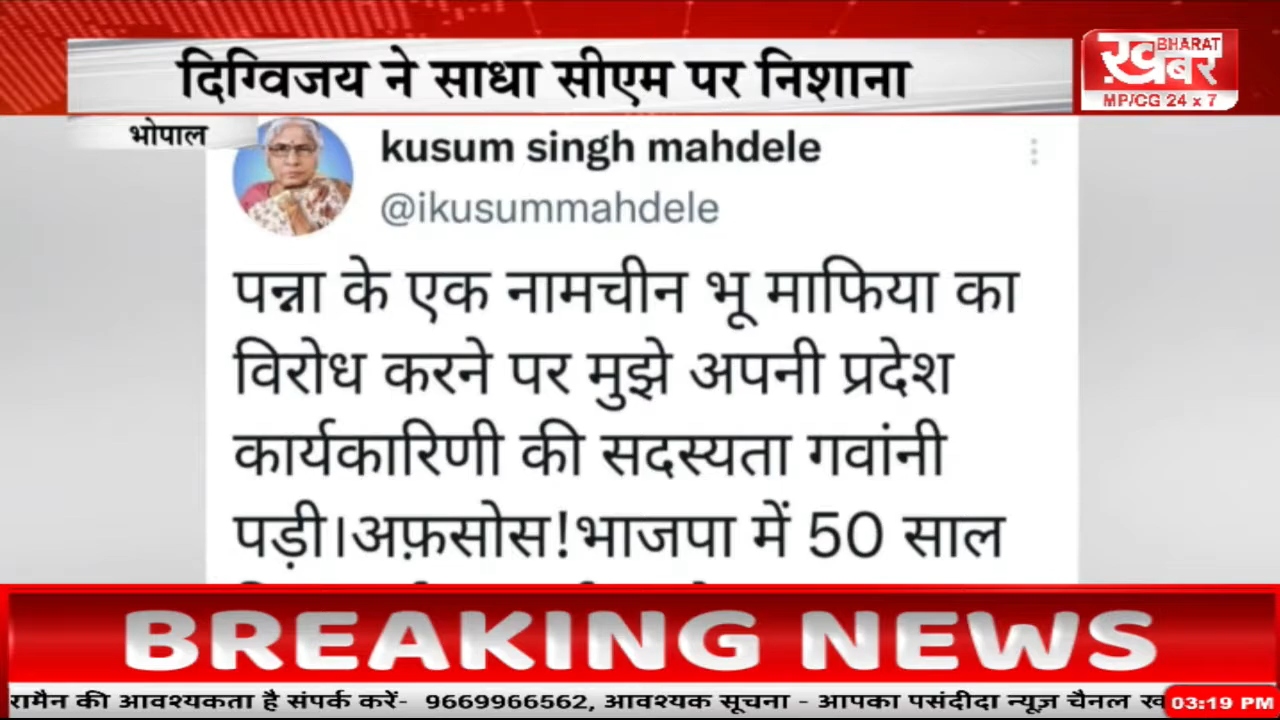 दिग्विजय ने साधा सीएम पर निशाना
BHARAT
ख़बर
MP/CG 24 x 7
भोपाल
kusum singh mahdele
@ikusummahdele
पन्ना के एक नामचीन भू माफिया का
विरोध करने पर मुझे अपनी प्रदेश
कार्यकारिणी की सदस्यता गवांनी
पड़ी।अफ़सोस!भाजपा में 50 साल
BREAKING NEWS
रामैन की आवश्यकता है संपर्क करें- 9669966562, आवश्यक सूचना - आपका पसंदीदा न्यूज़ चैनल ख
03:19 PM